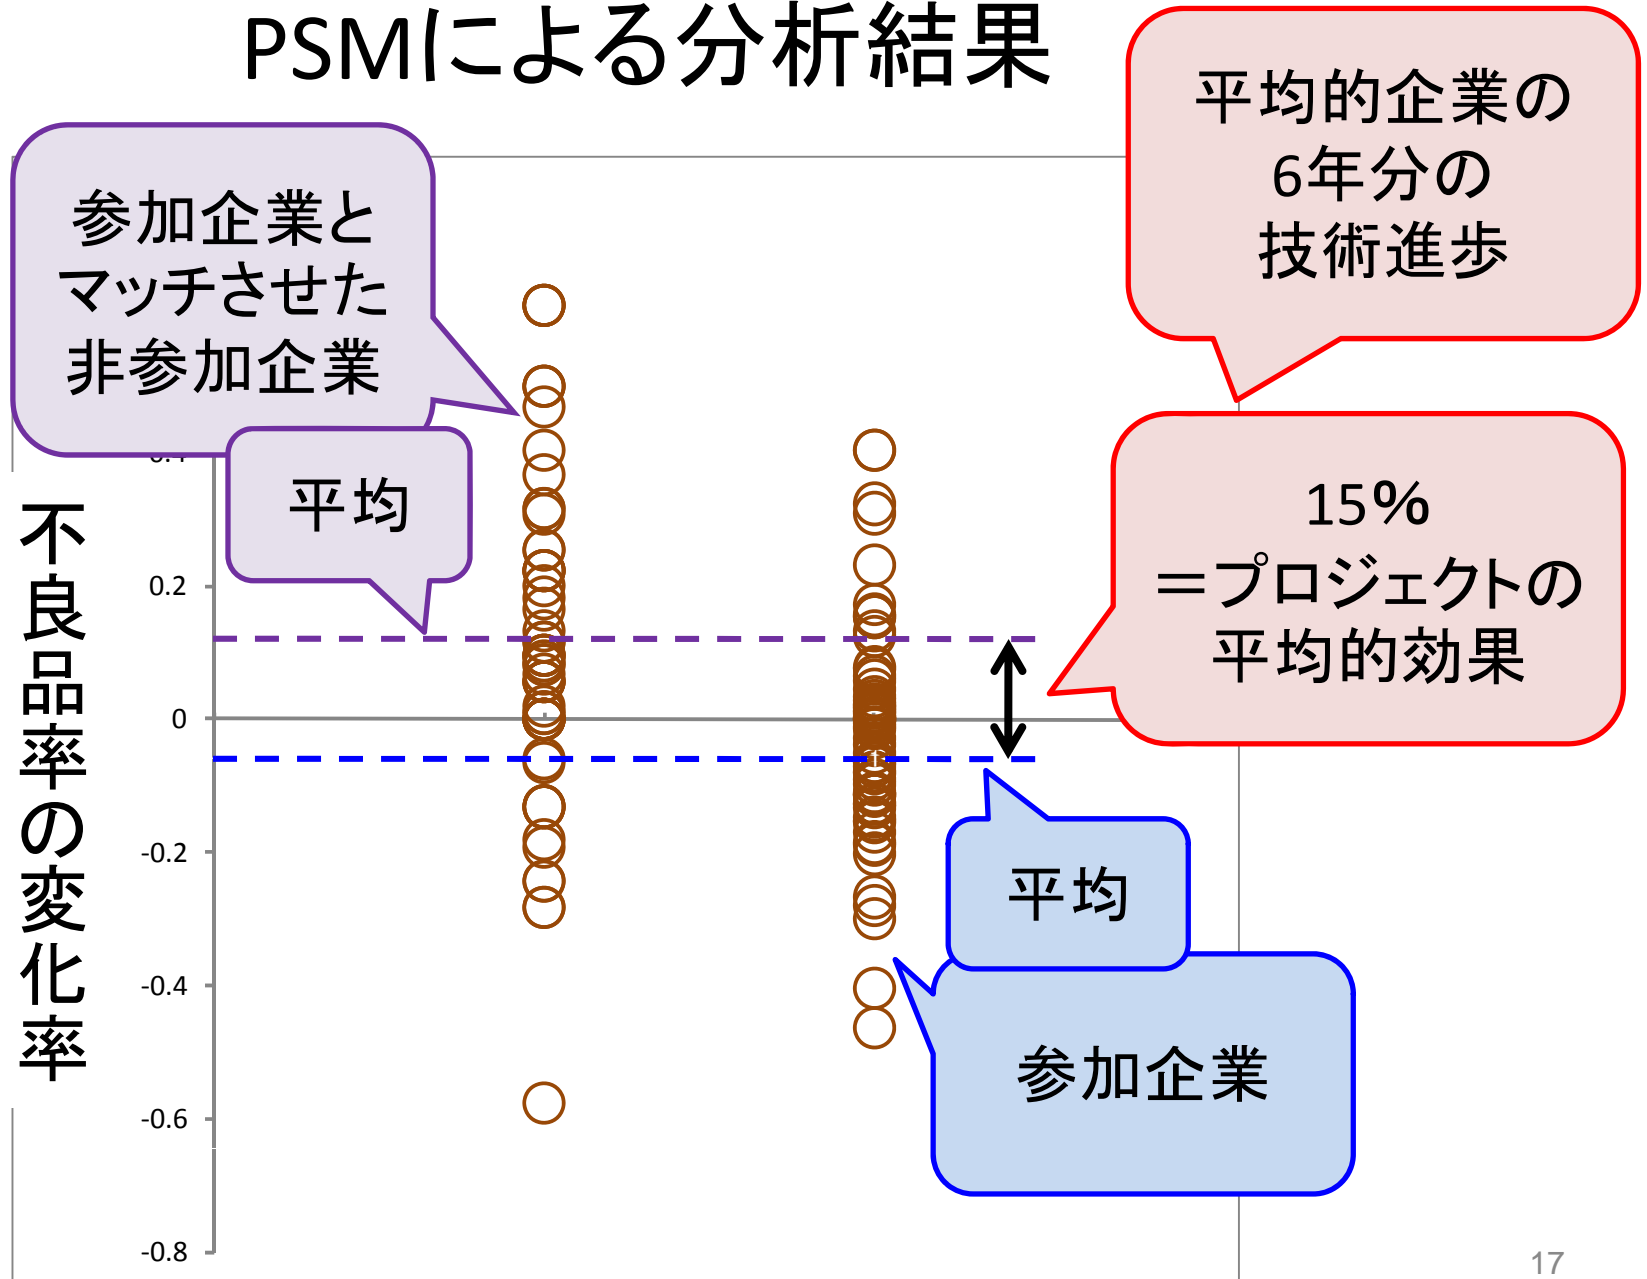 PSMによる分析結果
平均的企業の
6年分の
技術進歩
参加企業と
マッチさせた
非参加企業
平均
15%
＝プロジェクトの
平均的効果
平均
参加企業
不良品率の変化率
0.2
0
-0.2
-0.4
-0.6
-0.8
17